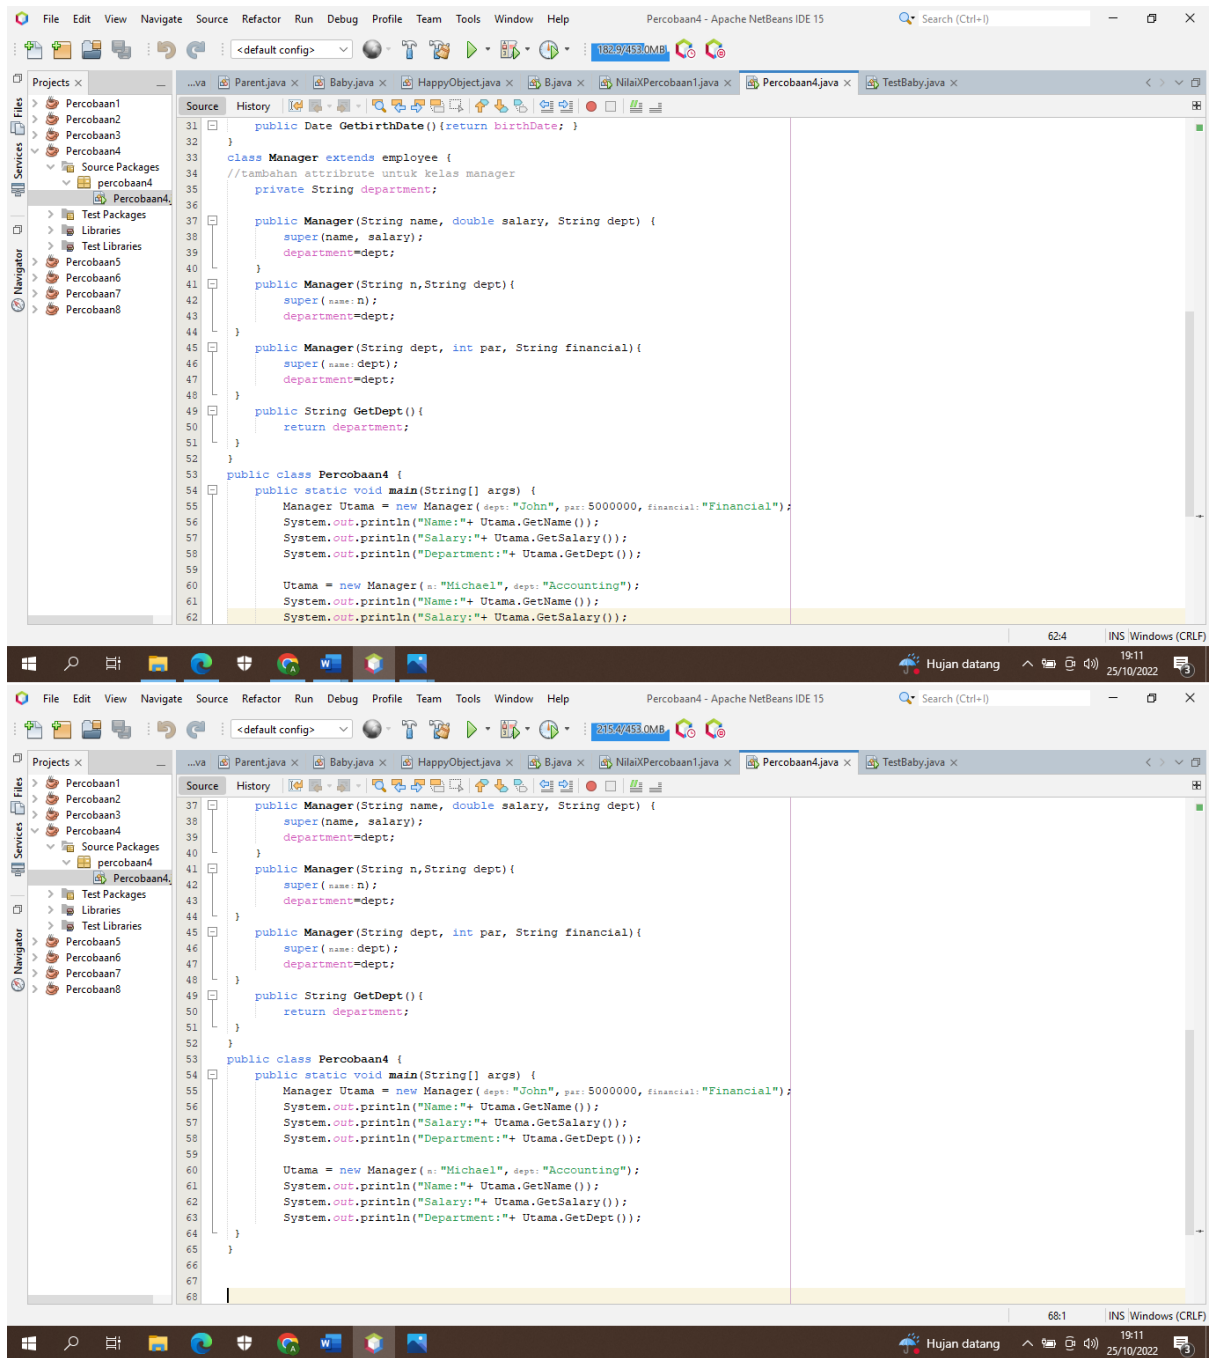 File Edit View Navigate Source Refactor Run Debug Profile Team Tools Window Help Percobaan4 - Apache NetBeans IDE 15 Search (Ctrl+I)
<default config> 182.9/453.0MB
Projects ...va Parent.java Baby.java HappyObject.java B.java NilaiXPercobaan1.java Percobaan4.java TestBaby.java
Files
Services
Navigator
Percobaan1
Percobaan2
Percobaan3
Percobaan4
Source Packages
percobaan4
Percobaan4.
Test Packages
Libraries
Test Libraries
Percobaan5
Percobaan6
Percobaan7
Percobaan8
Source History
31 public Date GetbirthDate(){return birthDate; }
32 }
33 class Manager extends employee {
34 //tambahan attribrute untuk kelas manager
35 private String department;
36
37 public Manager(String name, double salary, String dept) {
38 super(name, salary);
39 department=dept;
40 }
41 public Manager(String n,String dept){
42 super( name: n);
43 department=dept;
44 }
45 public Manager(String dept, int par, String financial){
46 super( name: dept);
47 department=dept;
48 }
49 public String GetDept(){
50 return department;
51 }
52 }
53 public class Percobaan4 {
54 public static void main(String[] args) {
55 Manager Utama = new Manager( dept: "John", par: 5000000, financial: "Financial");
56 System.out.println("Name:"+ Utama.GetName());
57 System.out.println("Salary:"+ Utama.GetSalary());
58 System.out.println("Department:"+ Utama.GetDept());
59
60 Utama = new Manager( n: "Michael", dept: "Accounting");
61 System.out.println("Name:"+ Utama.GetName());
62 System.out.println("Salary:"+ Utama.GetSalary());
62:4 INS Windows (CRLF)
Hujan datang 19:11
25/10/2022 3
File Edit View Navigate Source Refactor Run Debug Profile Team Tools Window Help Percobaan4 - Apache NetBeans IDE 15 Search (Ctrl+I)
<default config> 215.4/453.0MB
Projects ...va Parent.java Baby.java HappyObject.java B.java NilaiXPercobaan1.java Percobaan4.java TestBaby.java
Files
Services
Navigator
Percobaan1
Percobaan2
Percobaan3
Percobaan4
Source Packages
percobaan4
Percobaan4.
Test Packages
Libraries
Test Libraries
Percobaan5
Percobaan6
Percobaan7
Percobaan8
Source History
37 public Manager(String name, double salary, String dept) {
38 super(name, salary);
39 department=dept;
40 }
41 public Manager(String n,String dept){
42 super( name: n);
43 department=dept;
44 }
45 public Manager(String dept, int par, String financial){
46 super( name: dept);
47 department=dept;
48 }
49 public String GetDept(){
50 return department;
51 }
52 }
53 public class Percobaan4 {
54 public static void main(String[] args) {
55 Manager Utama = new Manager( dept: "John", par: 5000000, financial: "Financial");
56 System.out.println("Name:"+ Utama.GetName());
57 System.out.println("Salary:"+ Utama.GetSalary());
58 System.out.println("Department:"+ Utama.GetDept());
59
60 Utama = new Manager( n: "Michael", dept: "Accounting");
61 System.out.println("Name:"+ Utama.GetName());
62 System.out.println("Salary:"+ Utama.GetSalary());
63 System.out.println("Department:"+ Utama.GetDept());
64 }
65 }
66
67
68
68:1 INS Windows (CRLF)
Hujan datang 19:11
25/10/2022 3